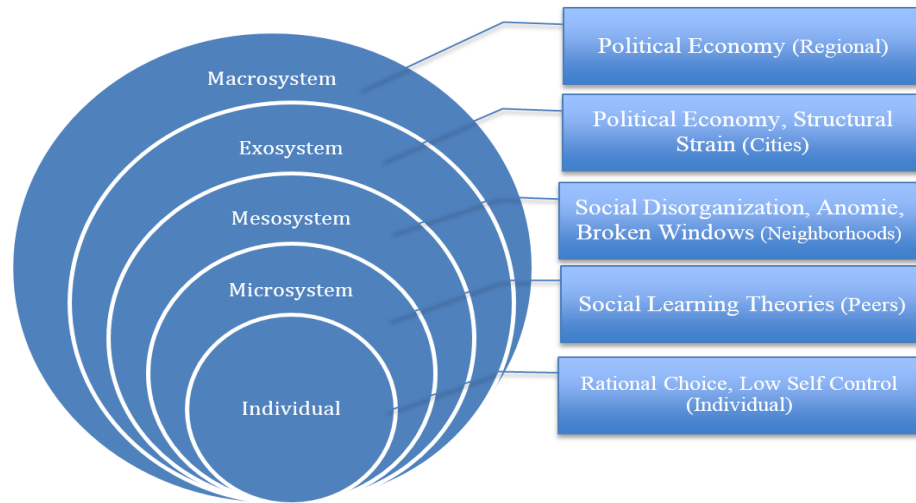 Macrosystem
Exosystem
Mesosystem
Microsystem
Individual
Political Economy (Regional)
Political Economy, Structural
Strain (Cities)
Social Disorganization, Anomie,
Broken Windows (Neighborhoods)
Social Learning Theories (Peers)
Rational Choice, Low Self Control
(Individual)